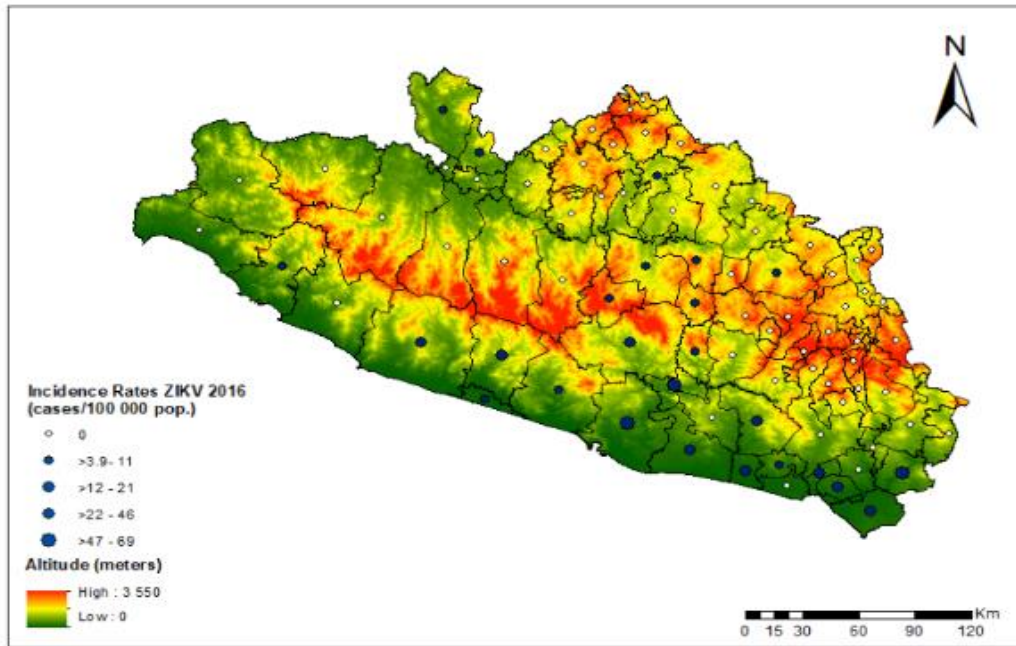 N
Incidence Rates ZIKV 2016
(cases/100 000 pop.)
0
>3.9- 11
>12 - 21
>22 - 46
>47 - 69
Altitude (meters)
High : 3 550
Low : 0
Km
0 15 30 60 90 120